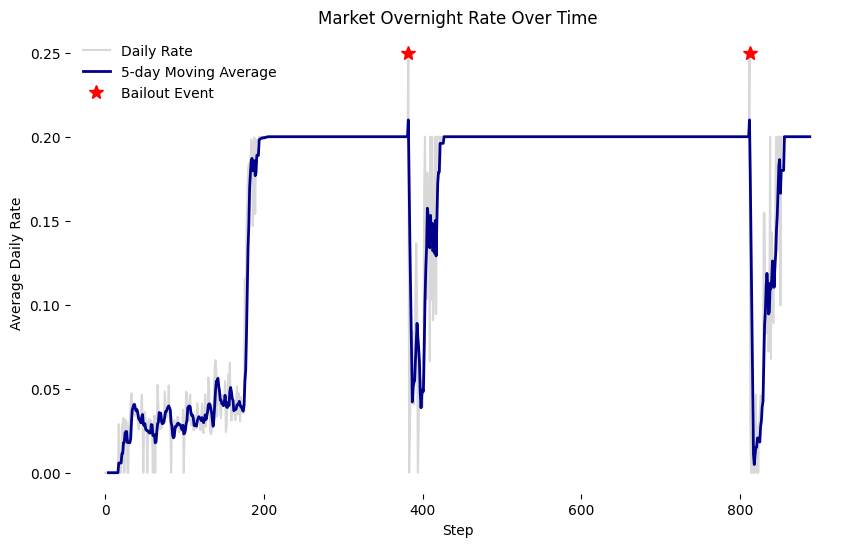 Market Overnight Rate Over Time
Daily Rate
5-day Moving Average
Bailout Event
Average Daily Rate
0.25
0.20
0.15
0.10
0.05
0.00
0
200
400
600
800
Step